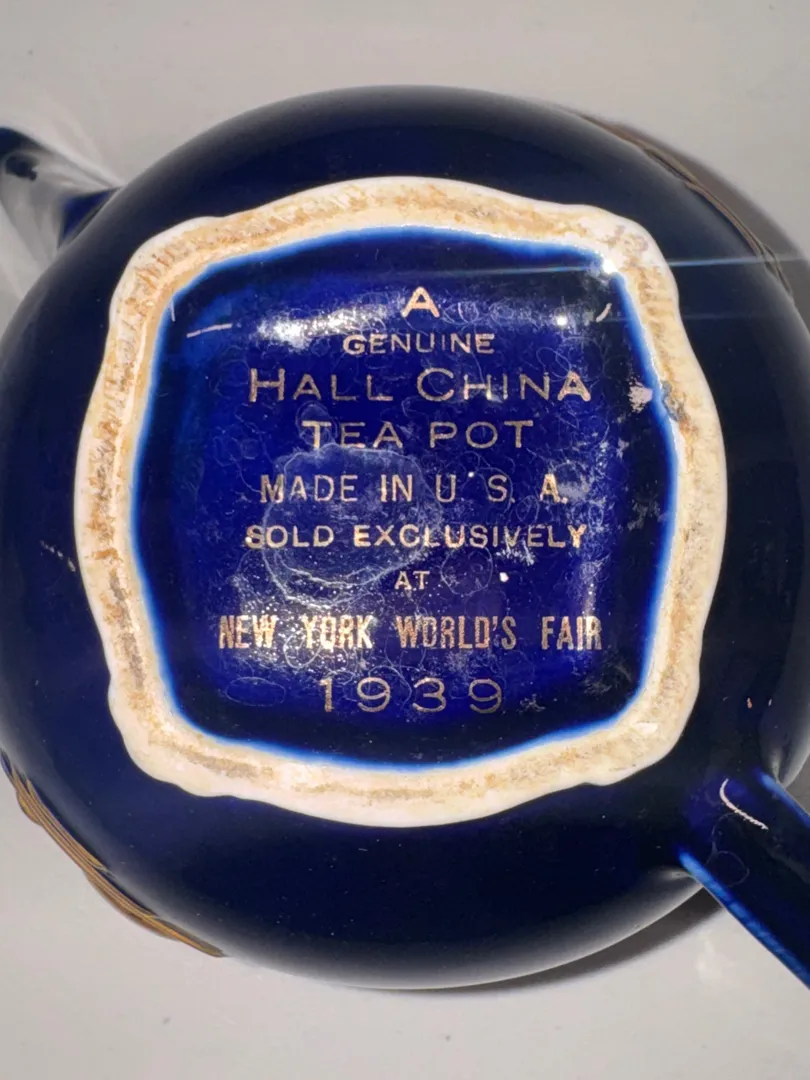 A
GENUINE
HALL CHINA
TEA POT
MADE IN U.S.A.
SOLD EXCLUSIVELY
AT
NEW YORK WORLD'S FAIR
1939